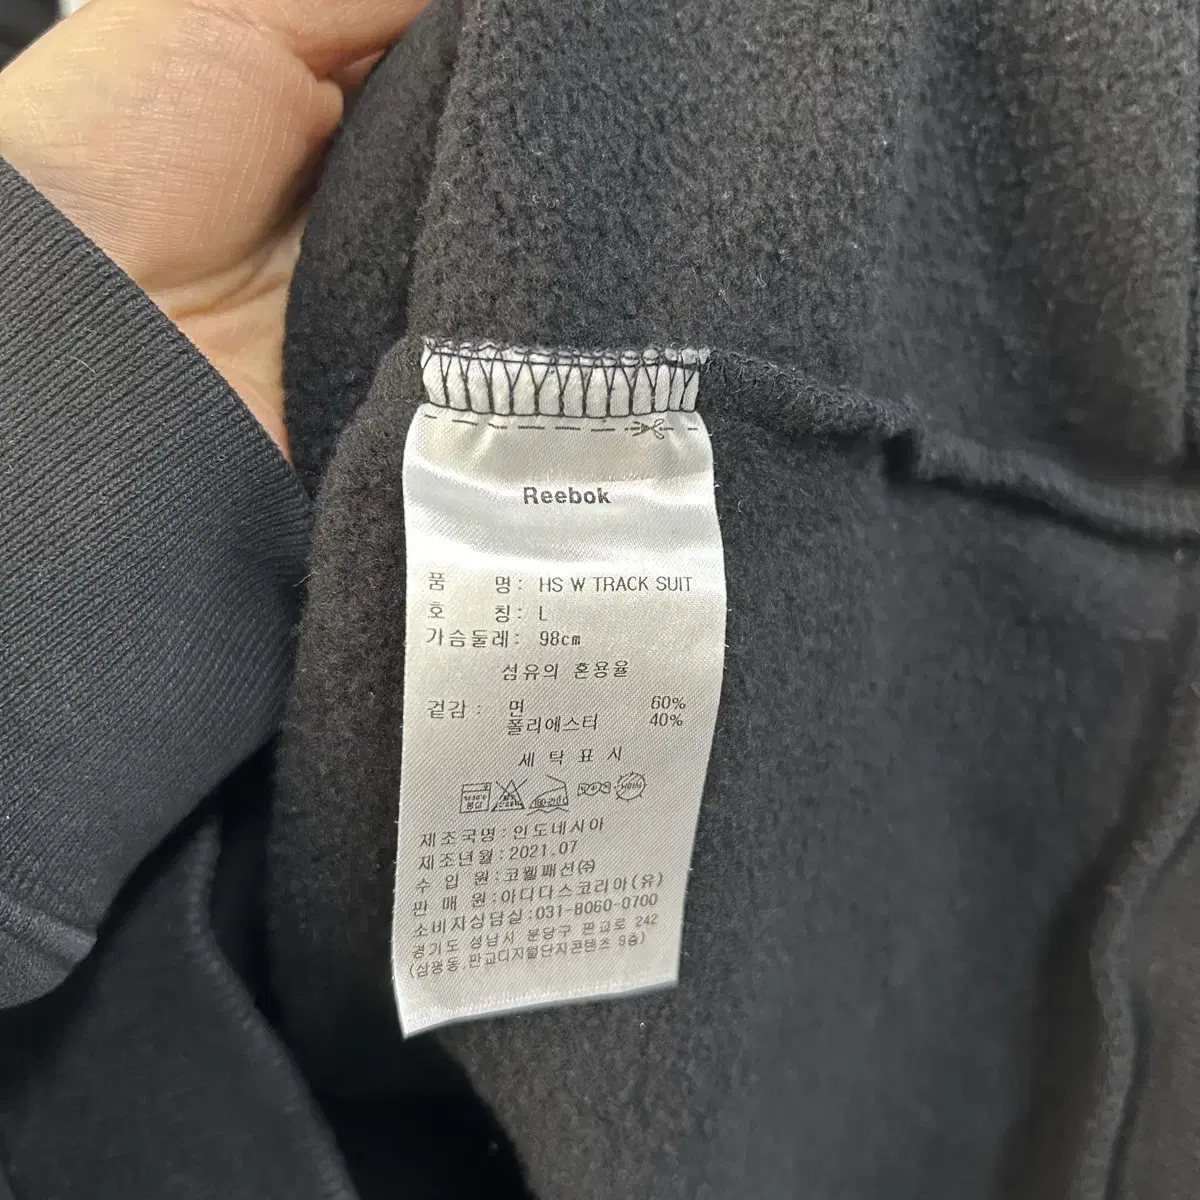 Reebok
품 명: HS W TRACK SUIT
호 칭: L
가슴둘레: 98cm
섬유의 혼용율
겉감: 면 60%
폴리에스터 40%
세탁표시
제조국명:인도네시아
제조년월:2021.07
수 입 원:코웰패션㈜
판 매 원:아디다스코리아(유)
소비자상담실:031-8060-0700
경기도 성남시 분당구 판교로 242
(삼평동,판교디지털단지콘텐츠 9층)